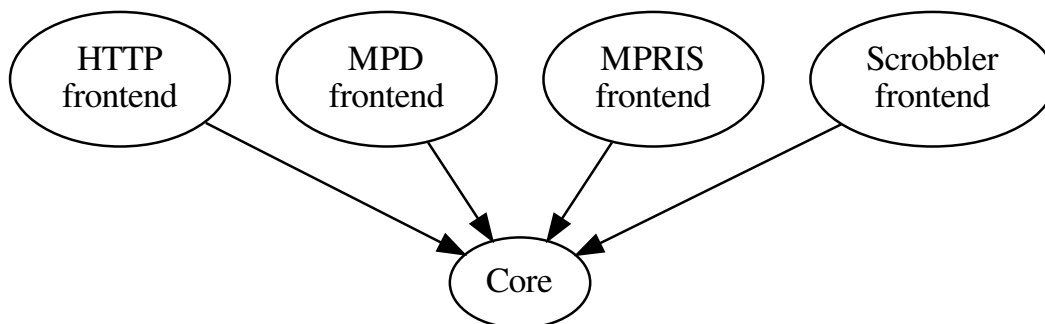 HTTP
frontend
MPD
frontend
MPRIS
frontend
Scrobbler
frontend
Core